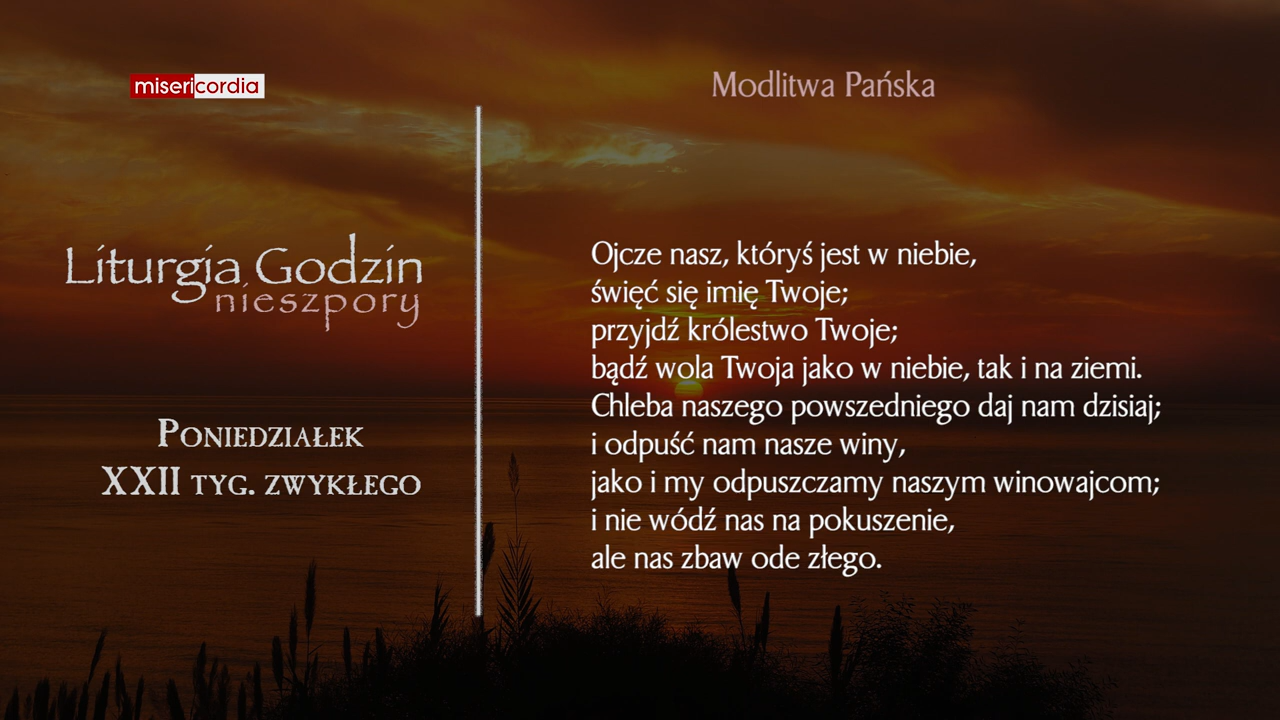 misericordia
Liturgia Godzin
nieszpory
Poniedziałek
XXII tyg. zwykłego
Modlitwa Pańska
Ojcze nasz, któryś jest w niebie,
święć się imię Twoje;
przyjdź królestwo Twoje;
bądź wola Twoja jako w niebie, tak i na ziemi.
Chleba naszego powszedniego daj nam dzisiaj;
i odpuść nam nasze winy,
jako i my odpuszczamy naszym winowajcom;
i nie wódź nas na pokuszenie,
ale nas zbaw ode złego.